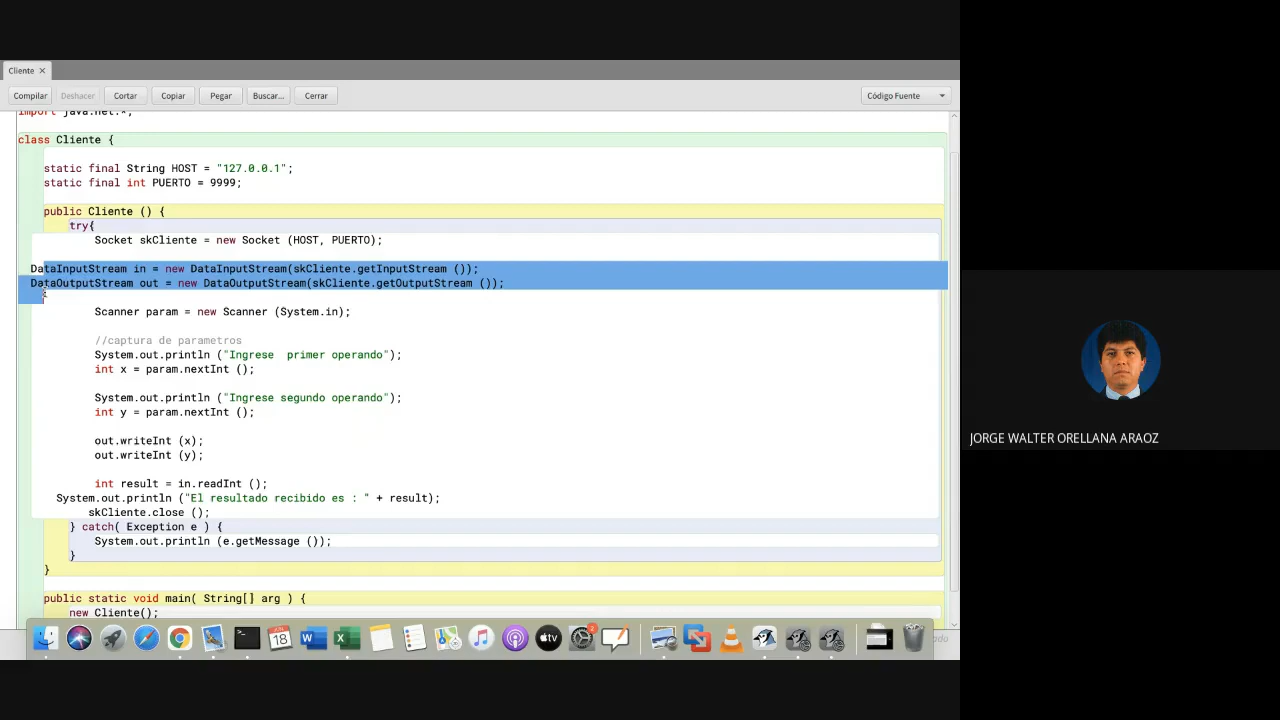 Cliente ×
Compilar Deshacer Cortar Copiar Pegar Buscar... Cerrar Código Fuente
import java.net.*;
class Cliente {
static final String HOST = "127.0.0.1";
static final int PUERTO = 9999;
public Cliente () {
try{
Socket skCliente = new Socket (HOST, PUERTO);
DataInputStream in = new DataInputStream(skCliente.getInputStream ());
DataOutputStream out = new DataOutputStream(skCliente.getOutputStream ());
Scanner param = new Scanner (System.in);
//captura de parametros
System.out.println ("Ingrese  primer operando");
int x = param.nextInt ();
System.out.println ("Ingrese segundo operando");
int y = param.nextInt ();
out.writeInt (x);
out.writeInt (y);
int result = in.readInt ();
System.out.println ("El resultado recibido es : " + result);
skCliente.close ();
} catch( Exception e ) {
System.out.println (e.getMessage ());
}
}
public static void main( String[] arg ) {
new Cliente();
18
tv
2
JORGE WALTER ORELLANA ARAOZ